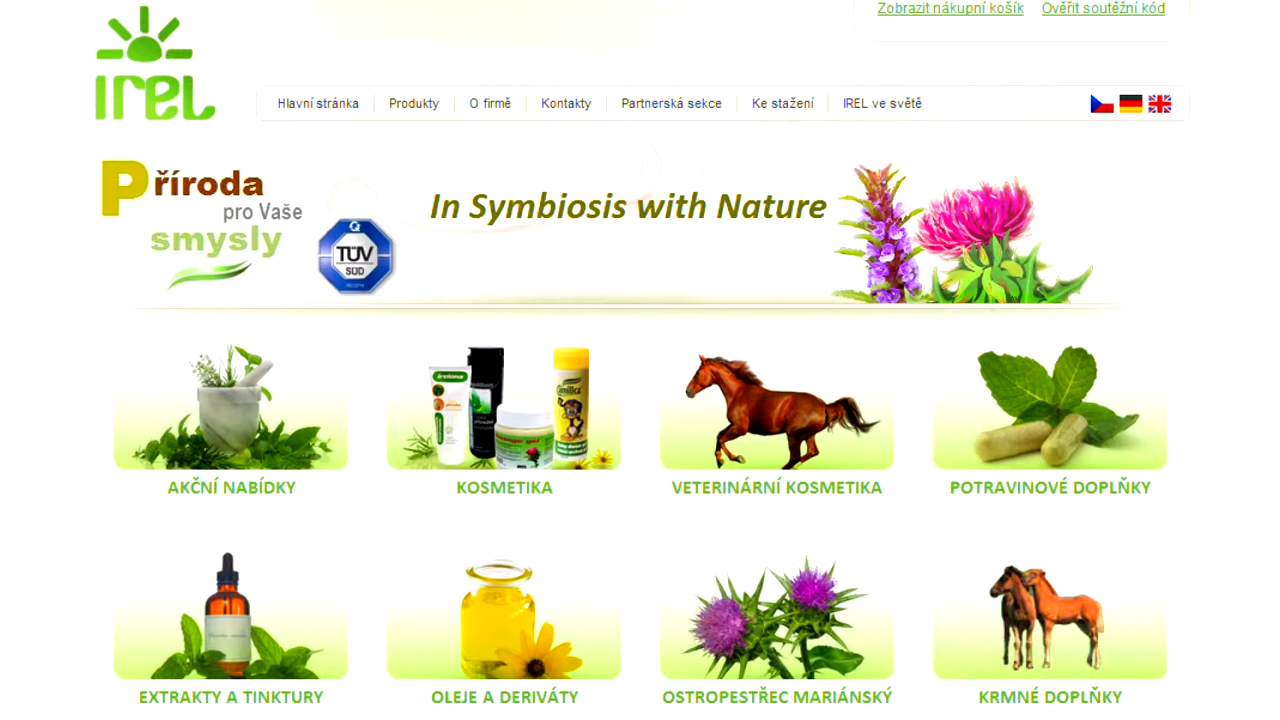 Zobrazit nákupní košík Ověřit soutěžní kód
IREL
Hlavní stránka Produkty O firmě Kontakty Partnerská sekce Ke stažení IREL ve světě
Příroda
pro Vaše
smysly
In Symbiosis with Nature
TÜV
SÜD
AKČNÍ NABÍDKY KOSMETIKA VETERINÁRNÍ KOSMETIKA POTRAVINOVÉ DOPLŇKY
EXTRAKTY A TINKTURY OLEJE A DERIVÁTY OSTROPESTŘEC MARIÁNSKÝ KRMNÉ DOPLŇKY